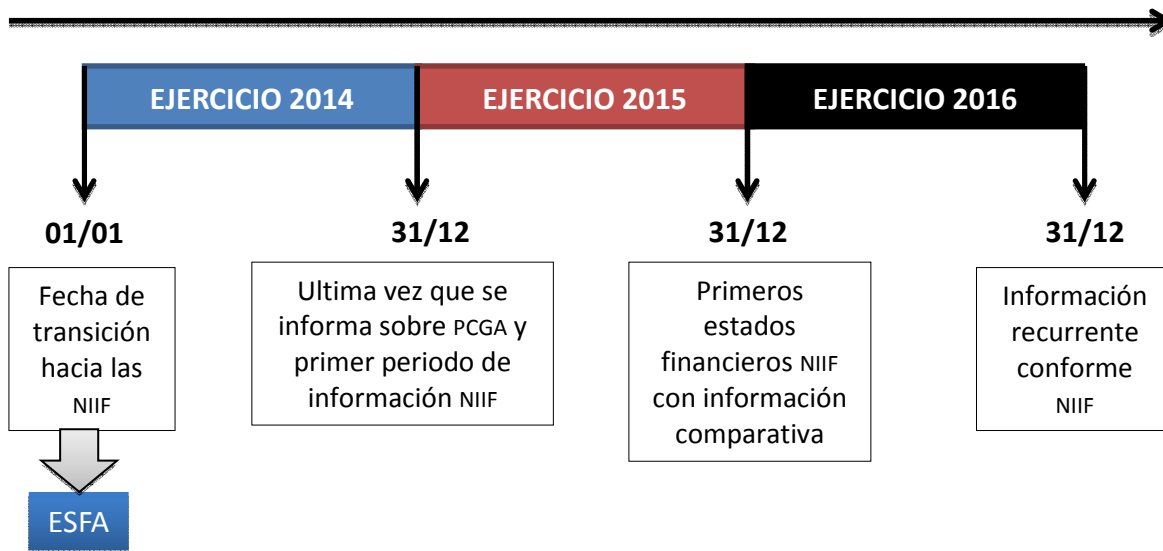 EJERCICIO 2014
EJERCICIO 2015
EJERCICIO 2016
01/01
31/12
31/12
31/12
Fecha de
transición
hacia las
NIIF
Ultima vez que se
informa sobre PCGA y
primer periodo de
información NIIF
Primeros
estados
financieros NIIF
con información
comparativa
Información
recurrente
conforme
NIIF
ESFA